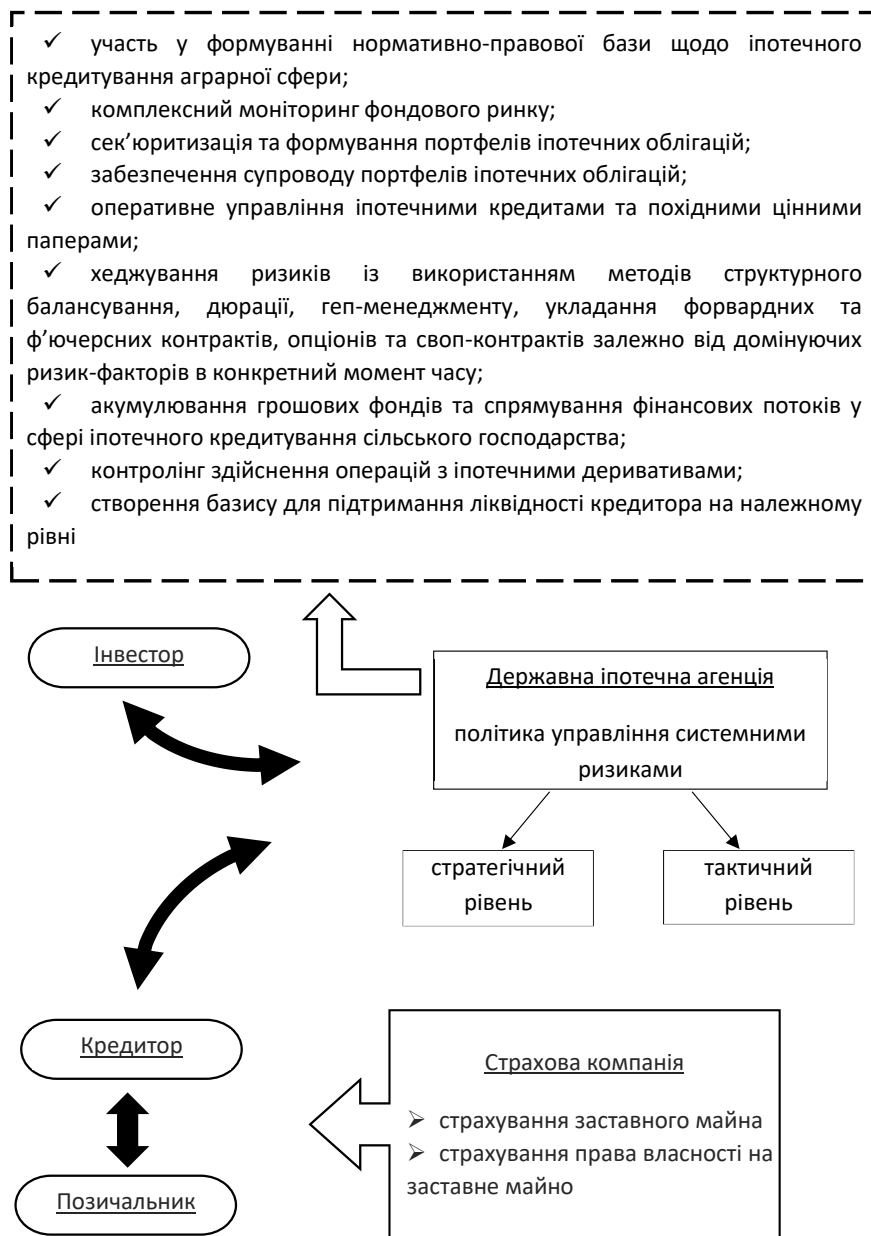 ✓ участь у формуванні нормативно-правової бази щодо іпотечного
кредитування аграрної сфери;
✓ комплексний моніторинг фондового ринку;
✓ сек’юритизація та формування портфелів іпотечних облігацій;
✓ забезпечення супроводу портфелів іпотечних облігацій;
✓ оперативне управління іпотечними кредитами та похідними цінними
паперами;
✓ хеджування ризиків із використанням методів структурного
балансування, дюрації, геп-менеджменту, укладання форвардних та
ф’ючерсних контрактів, опціонів та своп-контрактів залежно від домінуючих
ризик-факторів в конкретний момент часу;
✓ акумулювання грошових фондів та спрямування фінансових потоків у
сфері іпотечного кредитування сільського господарства;
✓ контролінг здійснення операцій з іпотечними деривативами;
✓ створення базису для підтримання ліквідності кредитора на належному
рівні
Інвестор
Державна іпотечна агенція
політика управління системними
ризиками
стратегічний
рівень
тактичний
рівень
Кредитор
Страхова компанія
➢ страхування заставного майна
➢ страхування права власності на
заставне майно
Позичальник